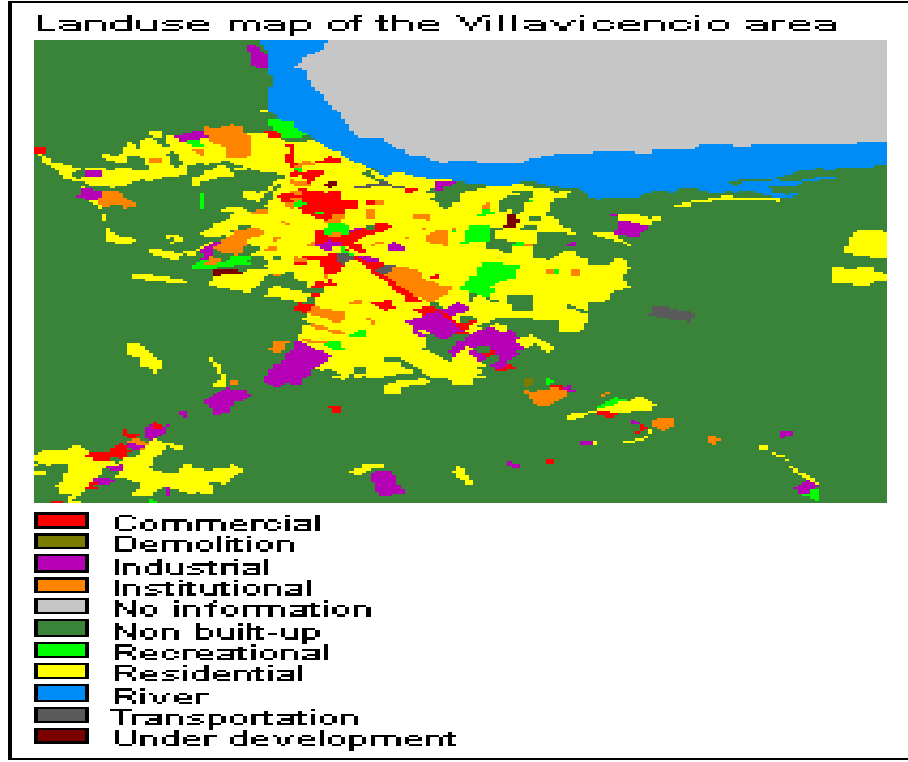 Landuse map of the Villavicencio area
Commercial
Demolition
Industrial
Institutional
No information
Non built-up
Recreational
Residential
River
Transportation
Under development